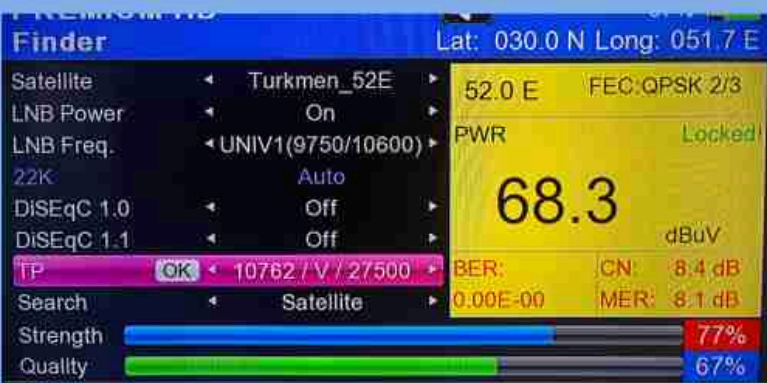 Finder
Lat: 030.0 N Long: 051.7 E
Satellite Turkmen_52E
LNB Power On
LNB Freq. UNIV1(9750/10600)
22K Auto
DiSEqC 1.0 Off
DiSEqC 1.1 Off
TP OK 10762 / V / 27500
Search Satellite
52.0 E FEC:QPSK 2/3
PWR Locked
68.3
dBuV
BER: CN: 8.4 dB
0.00E-00 MER: 8.1 dB
Strength 77%
Quality 67%